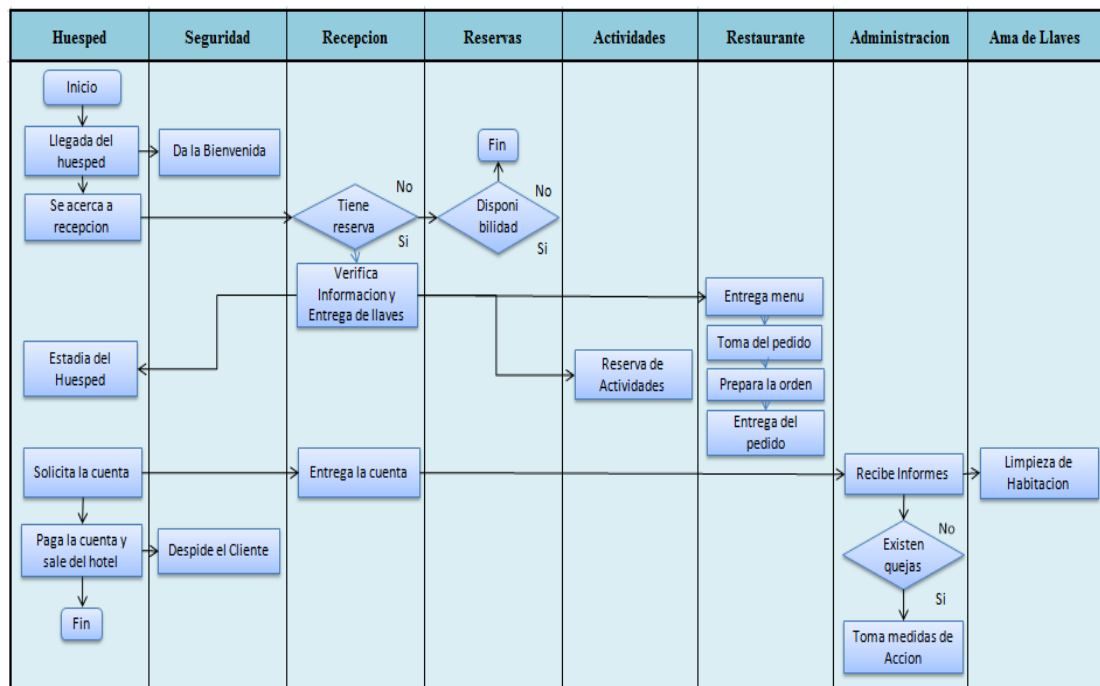 Huesped Seguridad Recepcion Reservas Actividades Restaurante Administracion Ama de Llaves
Inicio
Llegada del
huesped
Da la Bienvenida
Fin
Se acerca a
recepcion
Tiene
reserva
No
Si
Disponi
bilidad
No
Si
Verifica
Informacion y
Entrega de llaves
Entrega menu
Toma del pedido
Estadia del
Huesped
Reserva de
Actividades
Prepara la orden
Entrega del
pedido
Solicita la cuenta
Entrega la cuenta
Recibe Informes
Limpieza de
Habitacion
Paga la cuenta y
sale del hotel
Despide el Cliente
Existen
quejas
No
Si
Fin
Toma medidas de
Accion